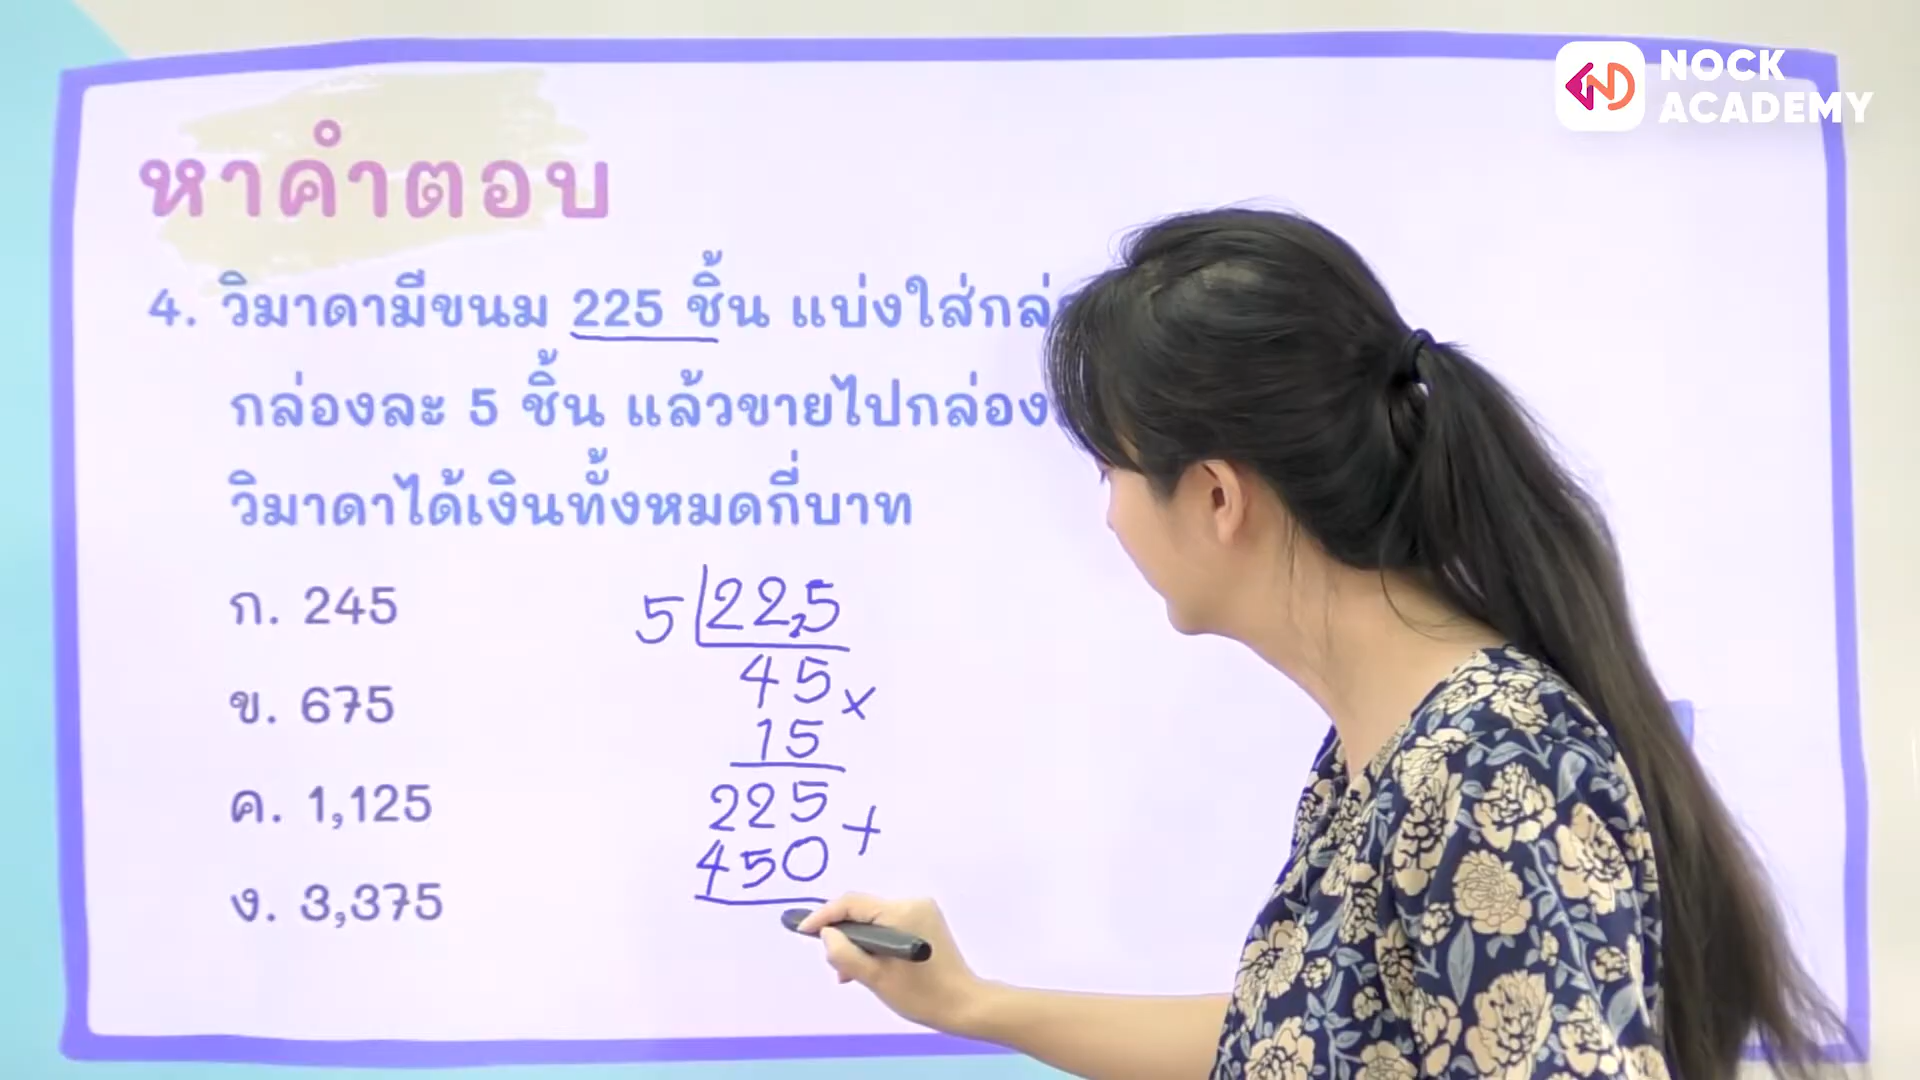 NOCK
ACADEMY
หาคำตอบ
4. วิมาดามีขนม 225 ชิ้น แบ่งใส่
กล่องละ 5 ชิ้น แล้วขายไปกล่อง
วิมาดาได้เงินทั้งหมดกี่บาท
ก. 245
ข. 675
ค. 1,125
ง. 3,375
5 225
45 ×
15
225 +
450